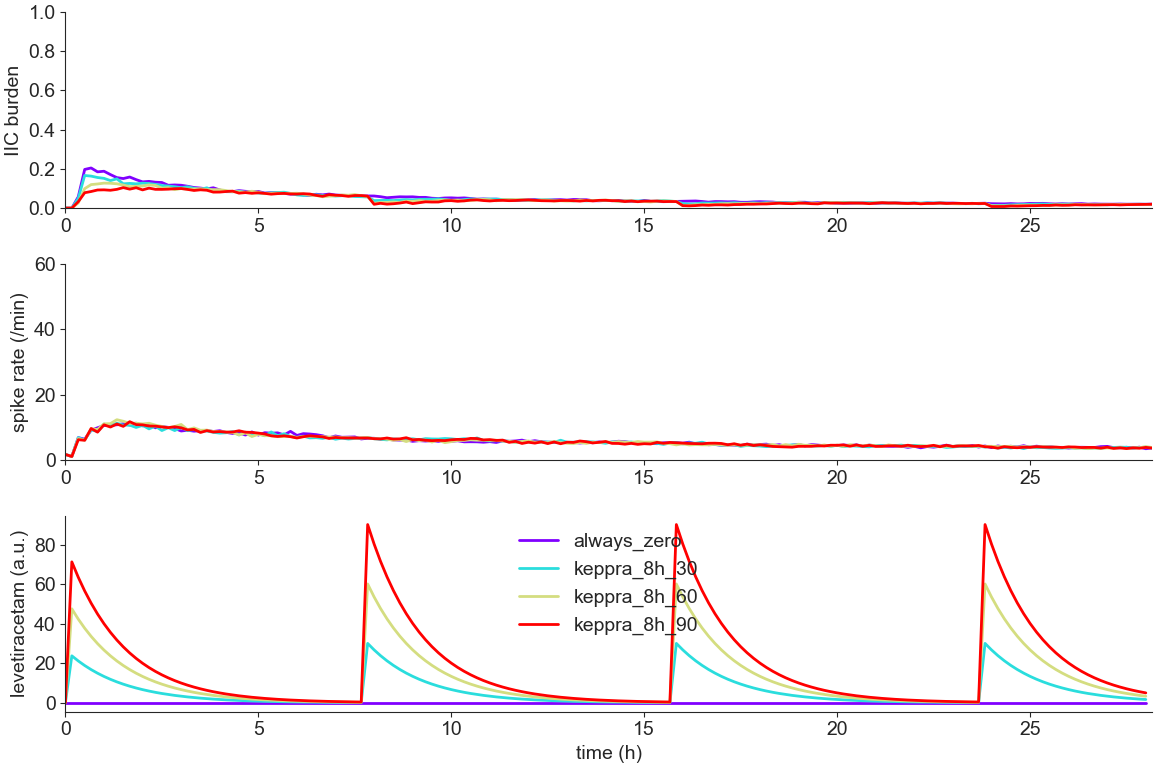 IIC burden
1.0
0.8
0.6
0.4
0.2
0.0
0 5 10 15 20 25
spike rate (/min)
60
40
20
0
0 5 10 15 20 25
levetiracetam (a.u.)
80
60
40
20
0
always_zero
keppra_8h_30
keppra_8h_60
keppra_8h_90
0 5 10 15 20 25
time (h)